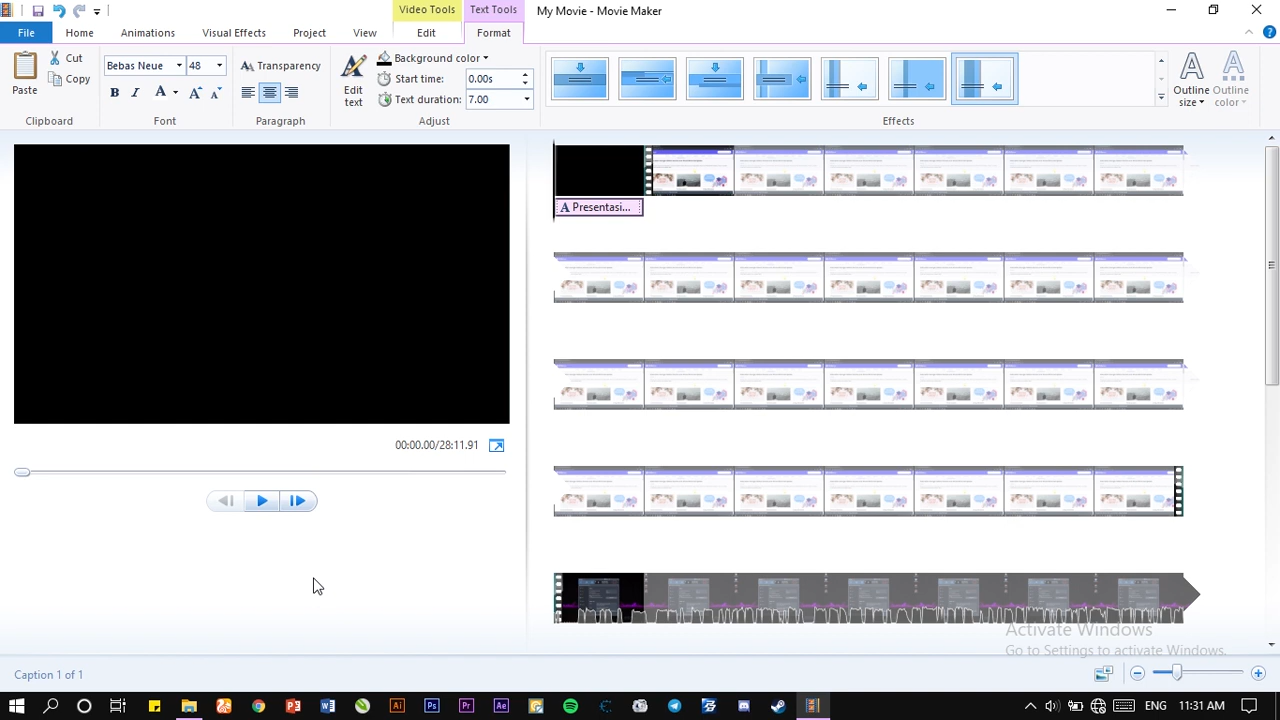 Video Tools
Text Tools
My Movie - Movie Maker
File
Home
Animations
Visual Effects
Project
View
Edit
Format
Paste
Cut
Copy
Clipboard
Bebas Neue
48
A
Font
Transparency
Paragraph
Edit text
Background color
Start time:
0.00s
Text duration:
7.00
Adjust
Effects
Outline size
Outline color
A Presentasi...
00:00.00/28:11.91
Activate Windows
Go to Settings to activate Windows.
Caption 1 of 1
ENG
11:31 AM